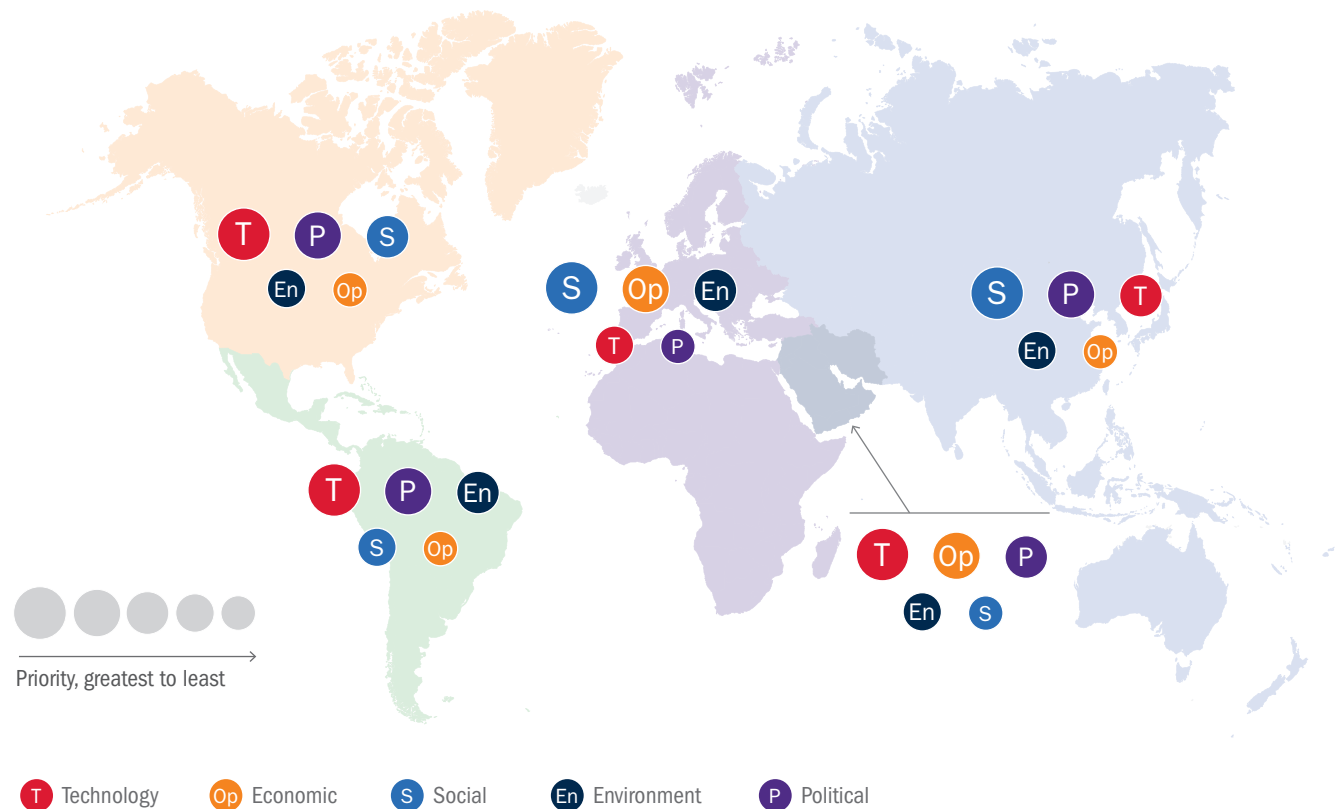 T P S
En Op
S Op En
T P
S P T
En Op
T P En
S Op
T Op P
En S
Priority, greatest to least
T Technology Op Economic S Social En Environment P Political